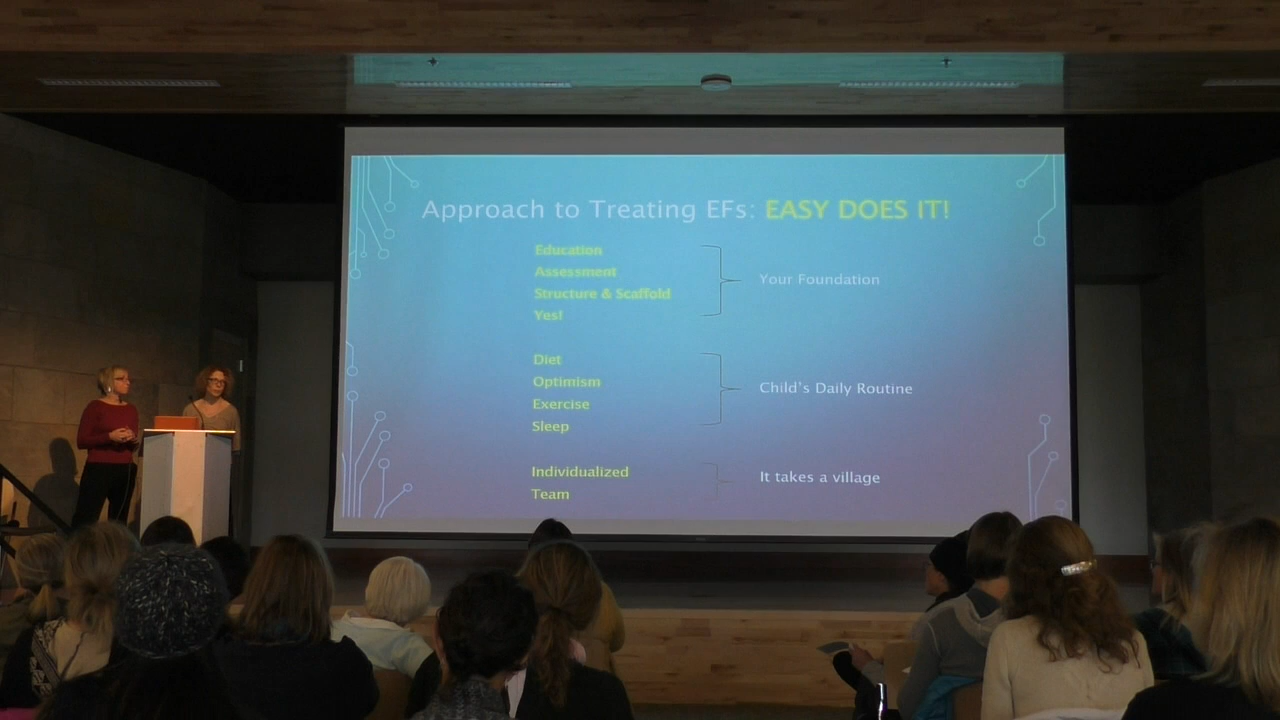 Approach to Treating EFs: EASY DOES IT!
Education
Assessment
Structure & Scaffold
Yes!
Your Foundation
Diet
Optimism
Exercise
Sleep
Child's Daily Routine
Individualized
Team
It takes a village